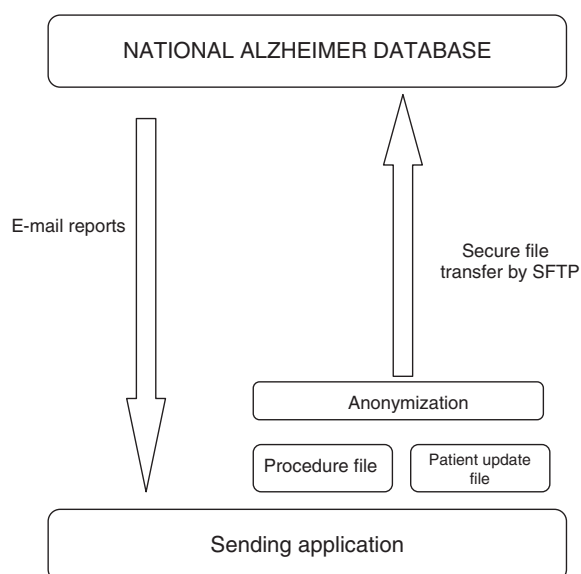 NATIONAL ALZHEIMER DATABASE
E-mail reports
Secure file
transfer by SFTP
Anonymization
Procedure file
Patient update
file
Sending application